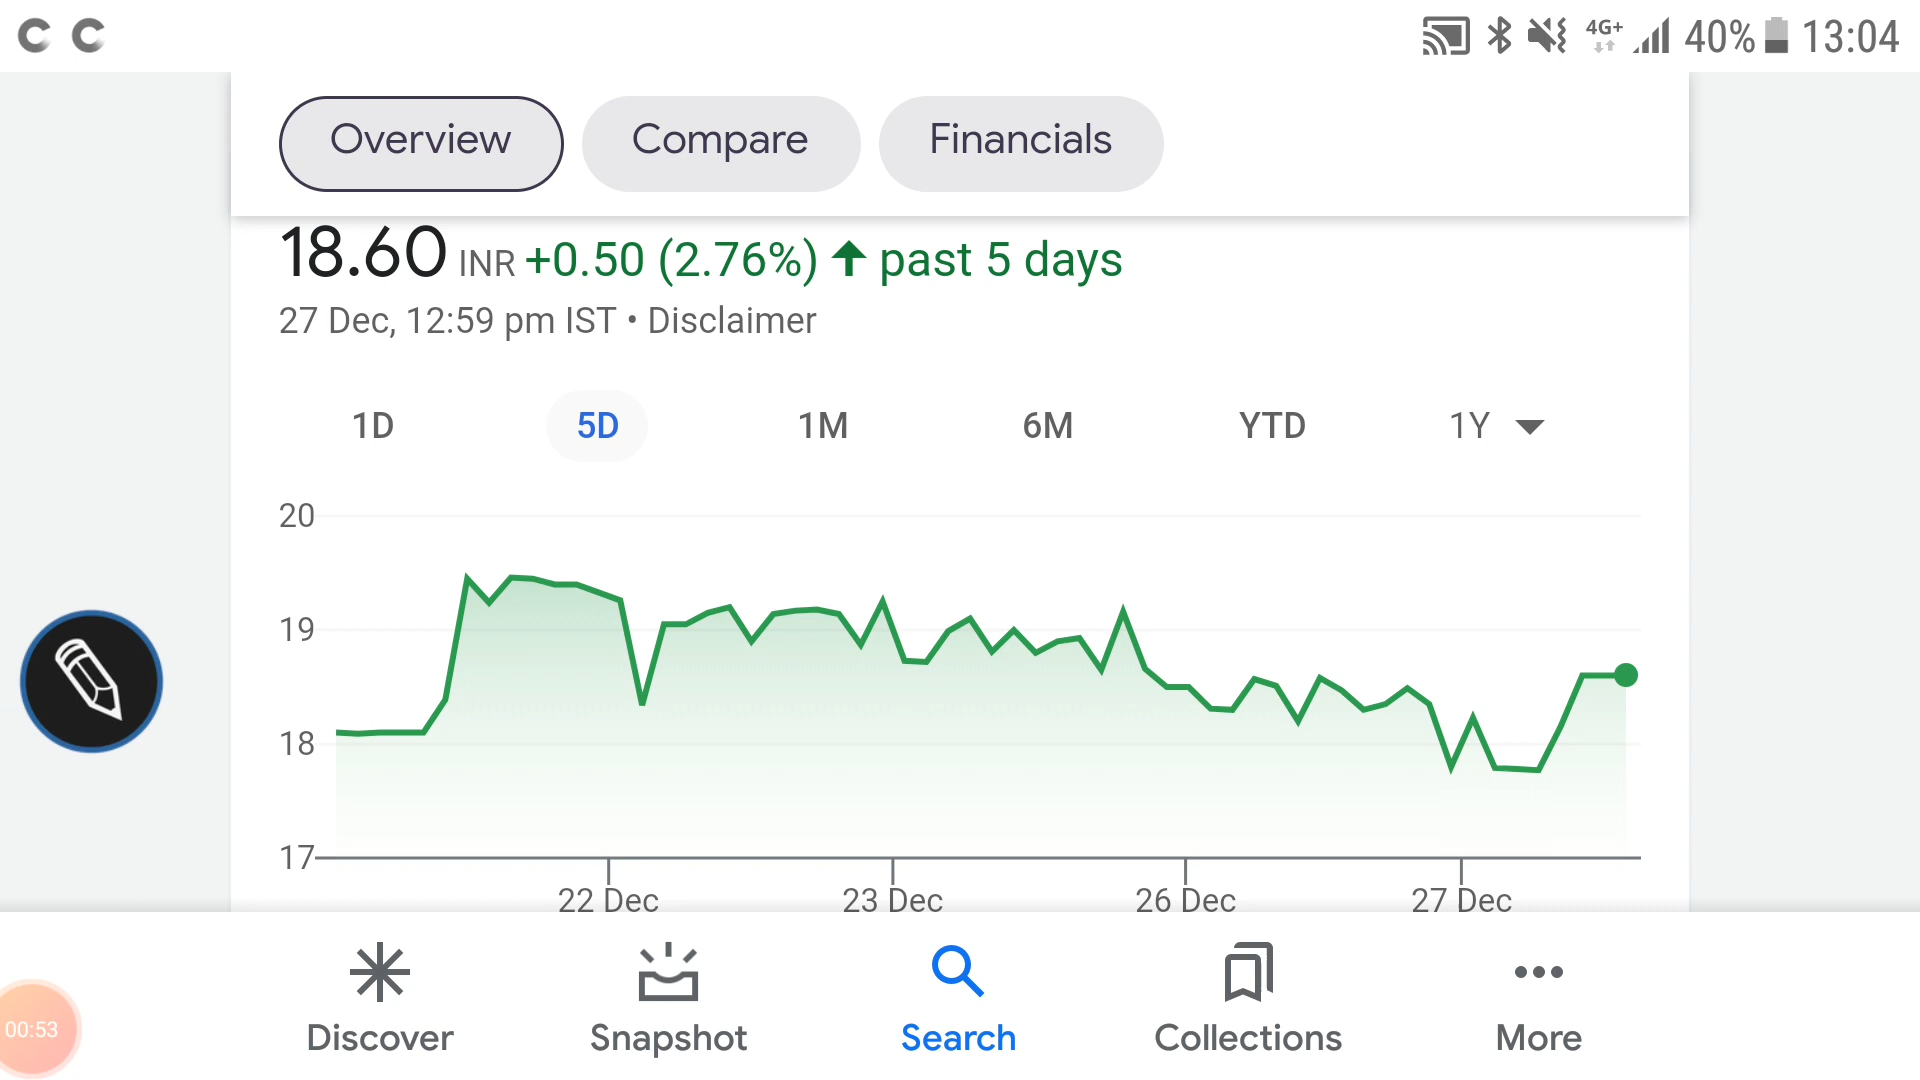 4G+ 40% 13:04
Overview Compare Financials
18.60 INR +0.50 (2.76%) ↑ past 5 days
27 Dec, 12:59 pm IST • Disclaimer
1D 5D 1M 6M YTD 1Y
20
19
18
17
22 Dec 23 Dec 26 Dec 27 Dec
Discover Snapshot Search Collections More
00:53